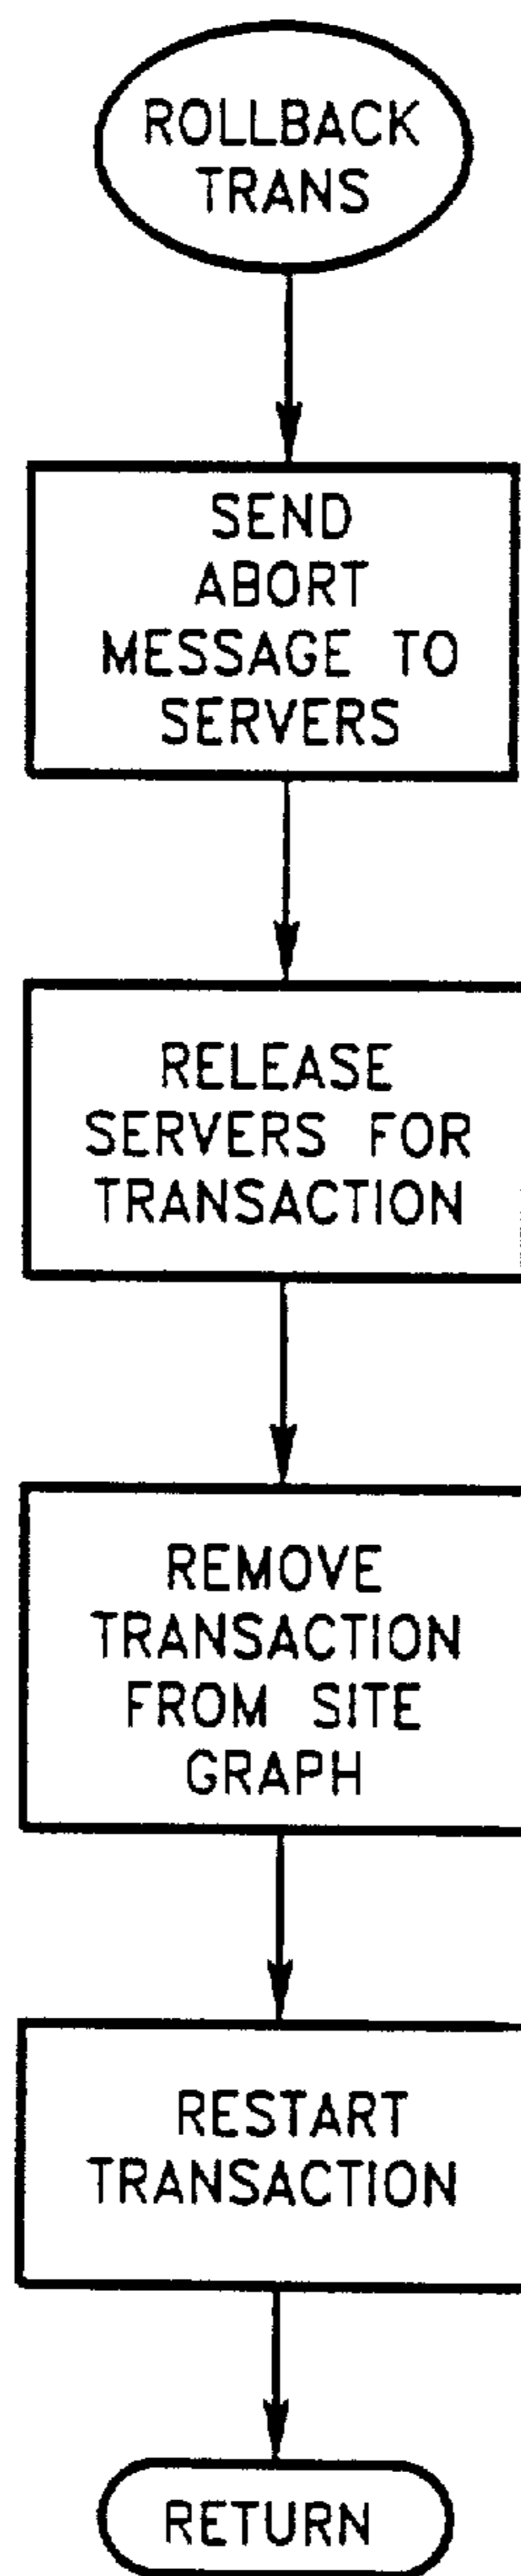 ROLLBACK
TRANS
SEND
ABORT
MESSAGE TO
SERVERS
RELEASE
SERVERS FOR
TRANSACTION
REMOVE
TRANSACTION
FROM SITE
GRAPH
RESTART
TRANSACTION
RETURN